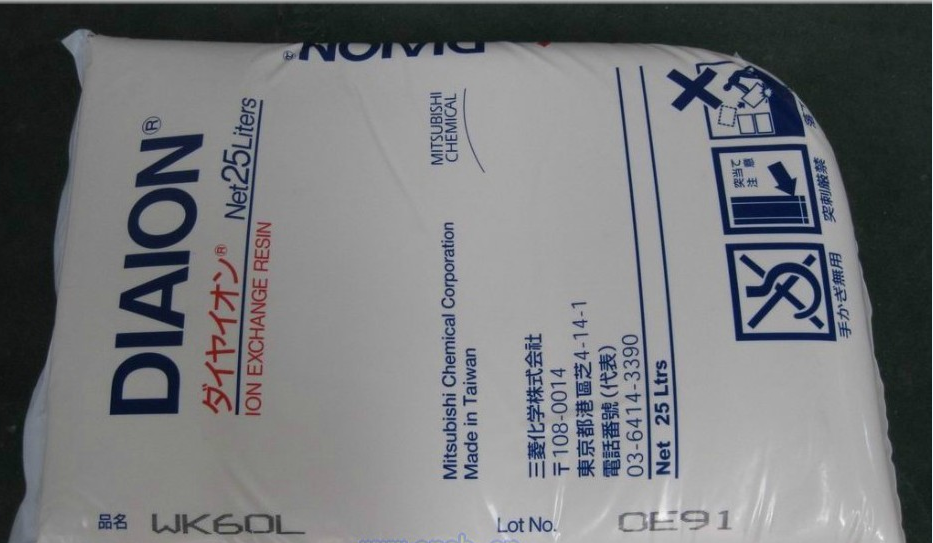 DIAION®
DIAION®
ダイヤイオン® Net 25 Liters
ION EXCHANGE RESIN
MITSUBISHI
CHEMICAL
Mitsubishi Chemical Corporation
Made in Taiwan
三菱化学株式会社
〒108-0014
東京都港區芝4-14-1
電話番號(代表)
03-6414-3390
Net 25 Ltrs
突当て
注意
突刺厳禁
手かぎ無用
品名 WK60L
Lot No. OE91